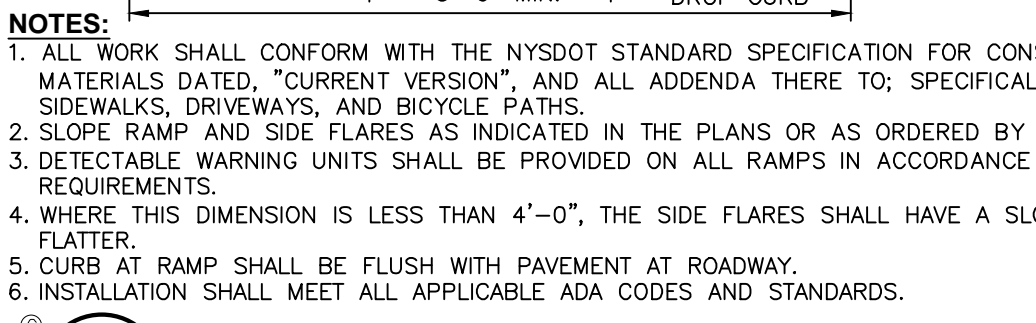 DROP CURB
NOTES:
1. ALL WORK SHALL CONFORM WITH THE NYSDOT STANDARD SPECIFICATION FOR
MATERIALS DATED, "CURRENT VERSION", AND ALL ADDENDA THERE TO;
SIDEWALKS, DRIVEWAYS, AND BICYCLE PATHS.
2. SLOPE RAMP AND SIDE FLARES AS INDICATED IN THE PLANS OR AS ORDERED BY
3. DETECTABLE WARNING UNITS SHALL BE PROVIDED ON ALL RAMPS IN ACCORDANCE
REQUIREMENTS.
4. WHERE THIS DIMENSION IS LESS THAN 4'-0", THE SIDE FLARES SHALL HAVE A
FLATTER.
5. CURB AT RAMP SHALL BE FLUSH WITH PAVEMENT AT ROADWAY.
6. INSTALLATION SHALL MEET ALL APPLICABLE ADA CODES AND STANDARDS.